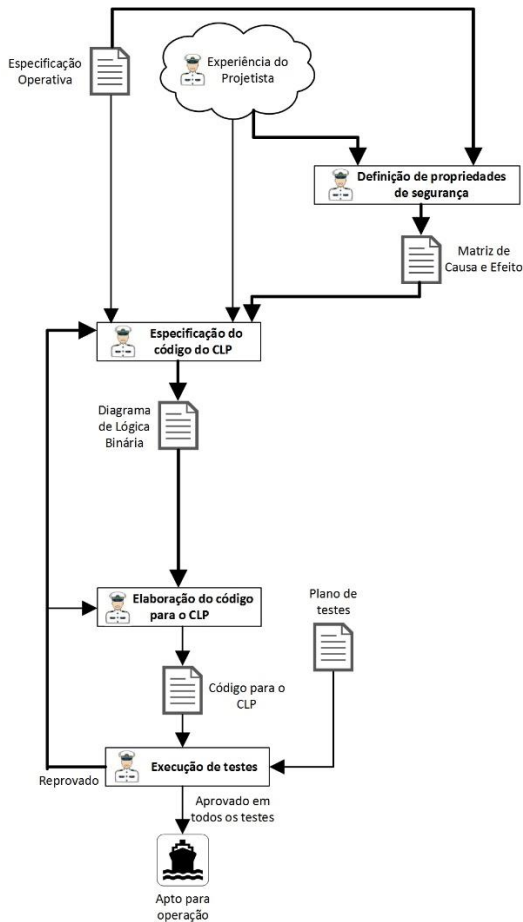 Especificação
Operativa
Experiência do
Projetista
Definição de propriedades
de segurança
Matriz de
Causa e Efeito
Especificação do
código do CLP
Diagrama
de Lógica
Binária
Elaboração do código
para o CLP
Plano de
testes
Código para o
CLP
Execução de testes
Reprovado
Aprovado em
todos os testes
Apto para
operação